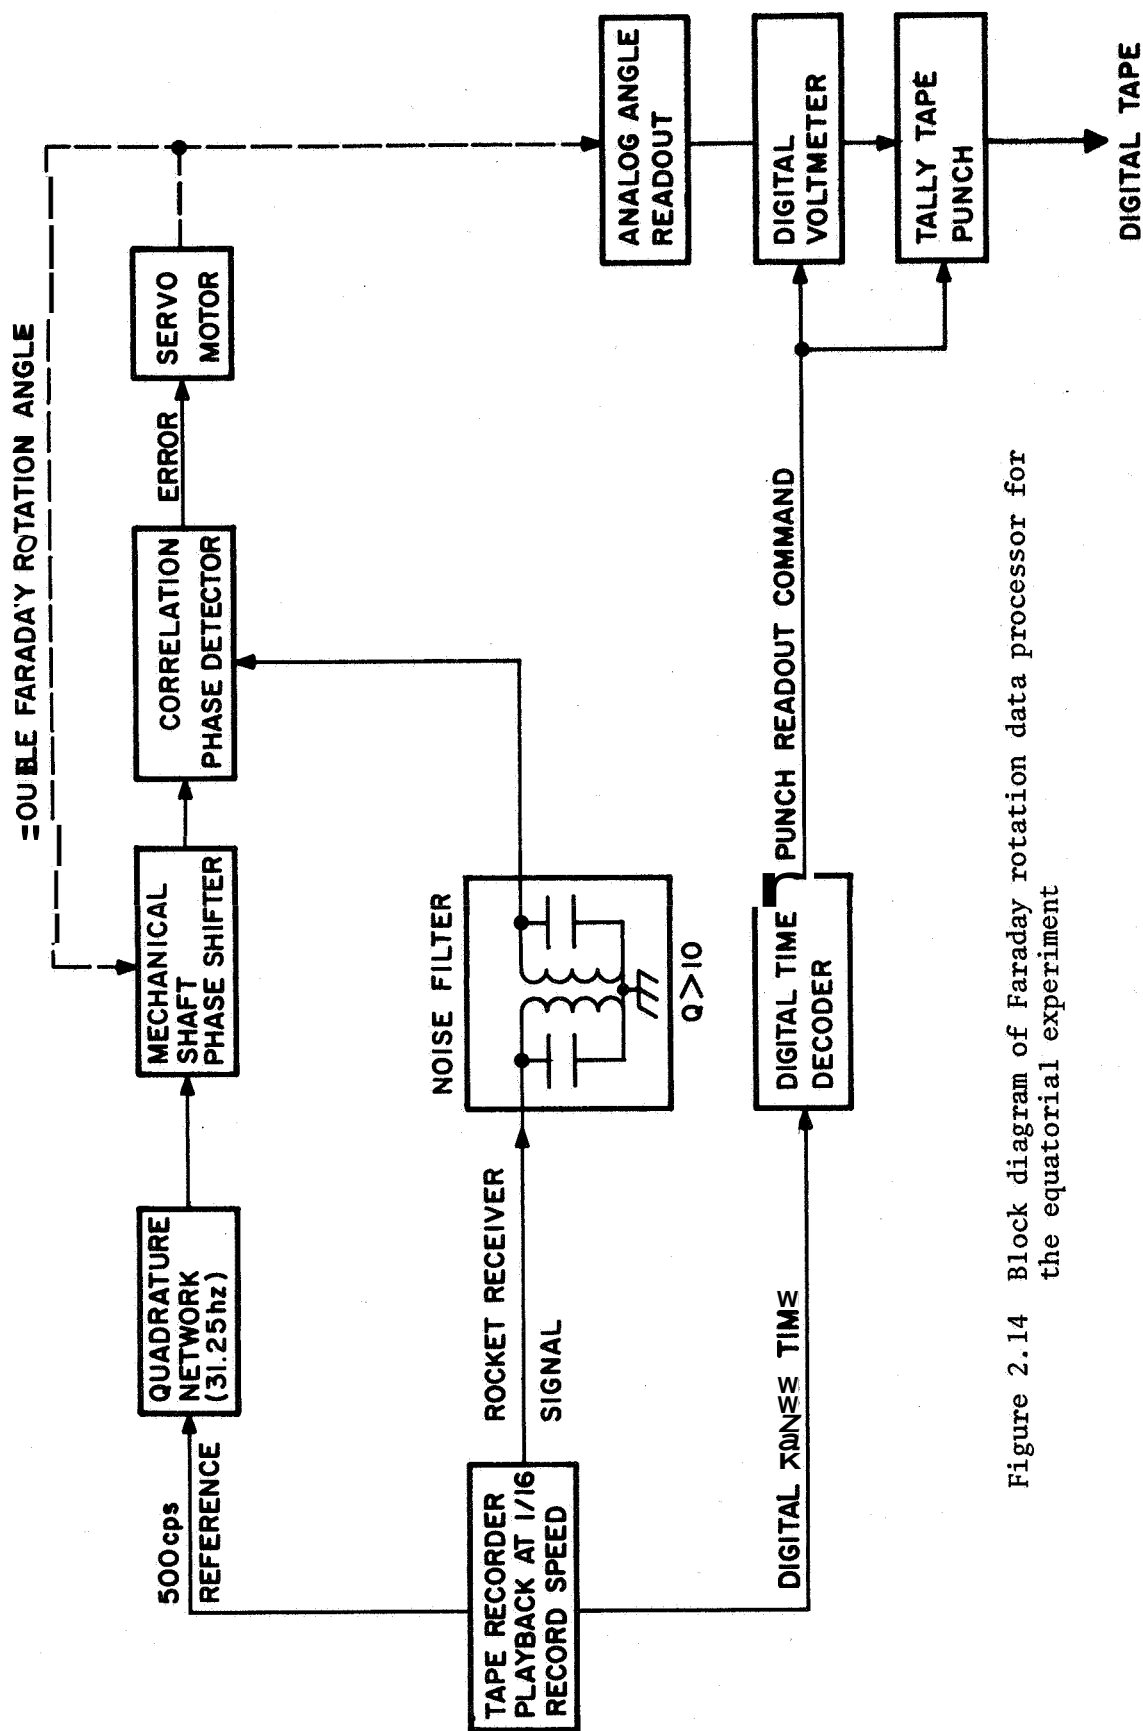 =OUBLE FARADAY ROTATION ANGLE
500cps
REFERENCE
QUADRATURE
NETWORK
(31.25hz)
MECHANICAL
SHAFT
PHASE SHIFTER
CORRELATION
PHASE DETECTOR
ERROR
SERVO
MOTOR
TAPE RECORDER
PLAYBACK AT 1/16
RECORD SPEED
ROCKET RECEIVER
SIGNAL
NOISE FILTER
Q>10
ANALOG ANGLE
READOUT
DIGITAL TIME
DIGITAL TIME
DECODER
PUNCH READOUT COMMAND
DIGITAL
VOLTMETER
TALLY TAPE
PUNCH
DIGITAL TAPE
Figure 2.14 Block diagram of Faraday rotation data processor for
the equatorial experiment